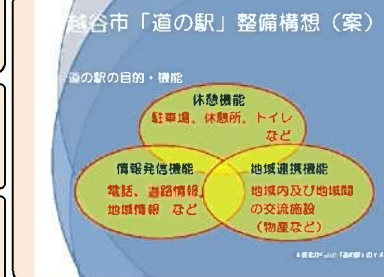 越谷市「道の駅」整備構想（案）
道の駅の目的・機能
休憩機能
駐車場、休憩所、トイレ
など
情報発信機能
電話、道路情報、
地域情報　など
地域連携機能
地域内及び地域間
の交流施設
（物産など）